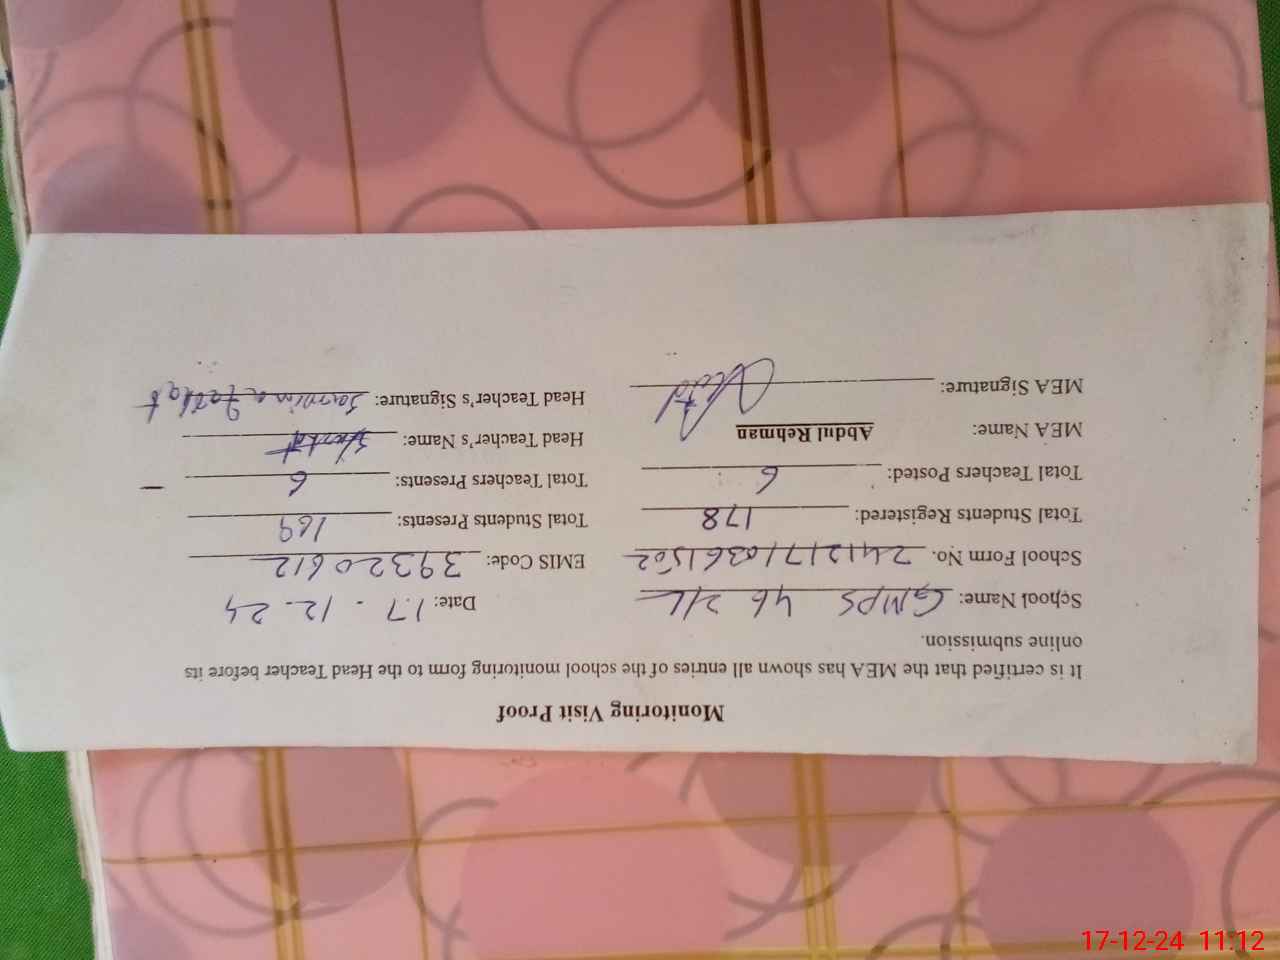 Monitoring Visit Proof
It is certified that the MEA has shown all entries of the school monitoring form to the Head Teacher before its
online submission.
School Name: GMPS 46 2/L Date: 17-12-24
School Form No. 24121710361502 EMIS Code: 39320612
Total Students Registered: 178 Total Students Presents: 169
Total Teachers Posted: 6 Total Teachers Presents: 6
MEA Name: Abdul Rehman Head Teacher's Name:
MEA Signature: Head Teacher's Signature:
17-12-24 11:12